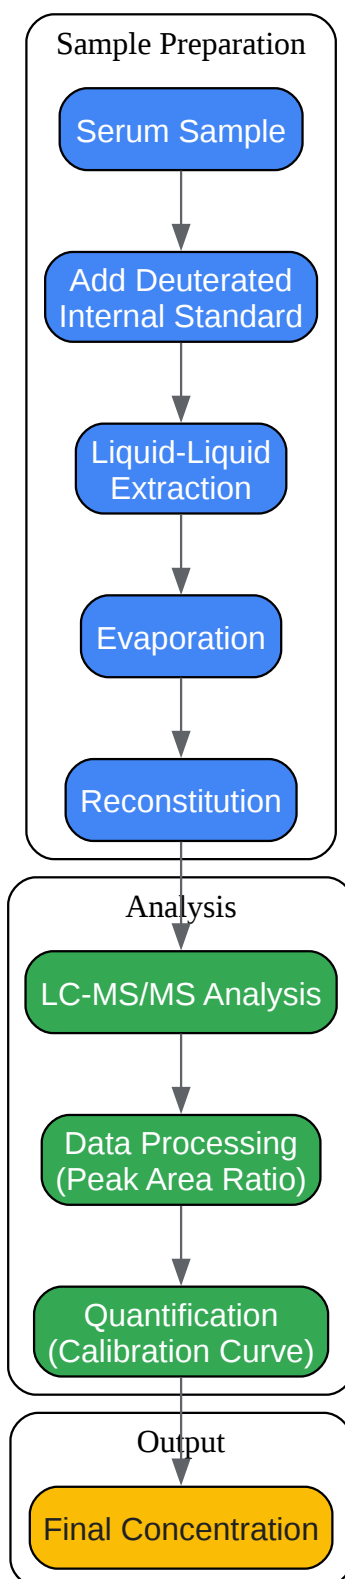 Sample Preparation
Serum Sample
Add Deuterated
Internal Standard
Liquid-Liquid
Extraction
Evaporation
Reconstitution
Analysis
LC-MS/MS Analysis
Data Processing
(Peak Area Ratio)
Quantification
(Calibration Curve)
Output
Final Concentration